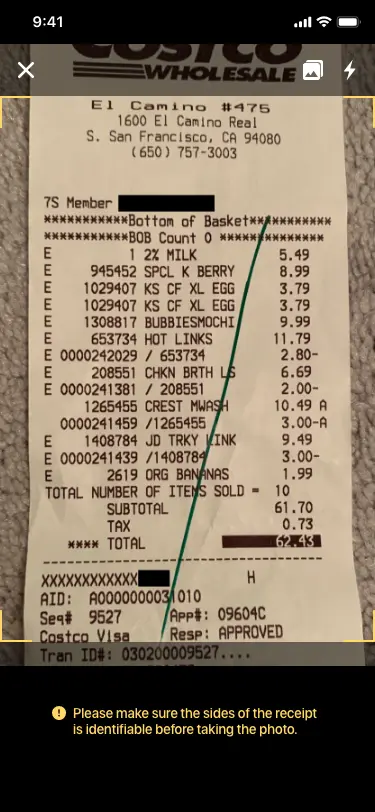 9:41
COSTCO
WHOLESALE
El Camino #475
1600 El Camino Real
S. San Francisco, CA 94080
(650) 757-3003
7S Member
***********Bottom of Basket***********
***********BOB Count 0 **************
E 1 2% MILK 5.49
E 945452 SPCL K BERRY 8.99
E 1029407 KS CF XL EGG 3.79
E 1029407 KS CF XL EGG 3.79
E 1308817 BUBBIESMOCHI 9.99
E 653734 HOT LINKS 11.79
E 0000242029 / 653734 2.80-
E 208551 CHKN BRTH LS 6.69
E 0000241381 / 208551 2.00-
1265455 CREST MWASH 10.49 A
0000241459 /1265455 3.00-A
E 1408784 JD TRKY LINK 9.49
E 0000241439 /1408784 3.00-
E 2619 ORG BANANAS 1.99
TOTAL NUMBER OF ITEMS SOLD = 10
SUBTOTAL 61.70
TAX 0.73
**** TOTAL 62.43
XXXXXXXXXXXX H
AID: A0000000031010
Seq# 9527 App#: 09604C
Costco Visa Resp: APPROVED
Tran ID#: 030200009527....
Please make sure the sides of the receipt
is identifiable before taking the photo.